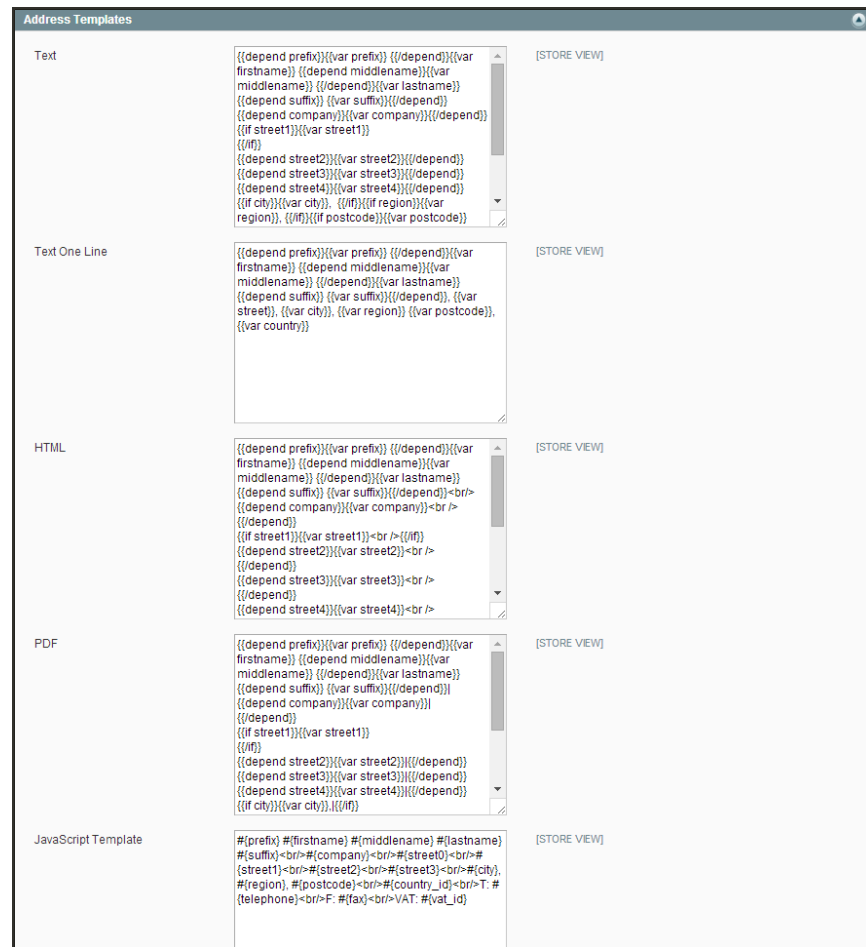 Address Templates
Text
{{depend prefix}}{{var prefix}} {{/depend}}{{var
firstname}} {{depend middlename}}{{var
middlename}} {{/depend}}{{var lastname}}
{{depend suffix}} {{var suffix}}{{/depend}}
{{depend company}}{{var company}}{{/depend}}
{{if street1}}{{var street1}}
{{/if}}
{{depend street2}}{{var street2}}{{/depend}}
{{depend street3}}{{var street3}}{{/depend}}
{{depend street4}}{{var street4}}{{/depend}}
{{if city}}{{var city}},  {{/if}}{{if region}}{{var
region}}, {{/if}}{{if postcode}}{{var postcode}}
[STORE VIEW]
Text One Line
{{depend prefix}}{{var prefix}} {{/depend}}{{var
firstname}} {{depend middlename}}{{var
middlename}} {{/depend}}{{var lastname}}
{{depend suffix}} {{var suffix}}{{/depend}}, {{var
street}}, {{var city}}, {{var region}} {{var postcode}},
{{var country}}
[STORE VIEW]
HTML
{{depend prefix}}{{var prefix}} {{/depend}}{{var
firstname}} {{depend middlename}}{{var
middlename}} {{/depend}}{{var lastname}}
{{depend suffix}} {{var suffix}}{{/depend}}<br/>
{{depend company}}{{var company}}<br />
{{/depend}}
{{if street1}}{{var street1}}<br />{{/if}}
{{depend street2}}{{var street2}}<br />
{{/depend}}
{{depend street3}}{{var street3}}<br />
{{/depend}}
{{depend street4}}{{var street4}}<br />
[STORE VIEW]
PDF
{{depend prefix}}{{var prefix}} {{/depend}}{{var
firstname}} {{depend middlename}}{{var
middlename}} {{/depend}}{{var lastname}}
{{depend suffix}} {{var suffix}}{{/depend}}|
{{depend company}}{{var company}}|
{{/depend}}
{{if street1}}{{var street1}}
{{/if}}
{{depend street2}}{{var street2}}|{{/depend}}
{{depend street3}}{{var street3}}|{{/depend}}
{{depend street4}}{{var street4}}|{{/depend}}
{{if city}}{{var city}},|{{/if}}
[STORE VIEW]
JavaScript Template
#{prefix} #{firstname} #{middlename} #{lastname}
#{suffix}<br/>#{company}<br/>#{street0}<br/>#
{street1}<br/>#{street2}<br/>#{street3}<br/>#{city},
#{region}, #{postcode}<br/>#{country_id}<br/>T: #
{telephone}<br/>F: #{fax}<br/>VAT: #{vat_id}
[STORE VIEW]